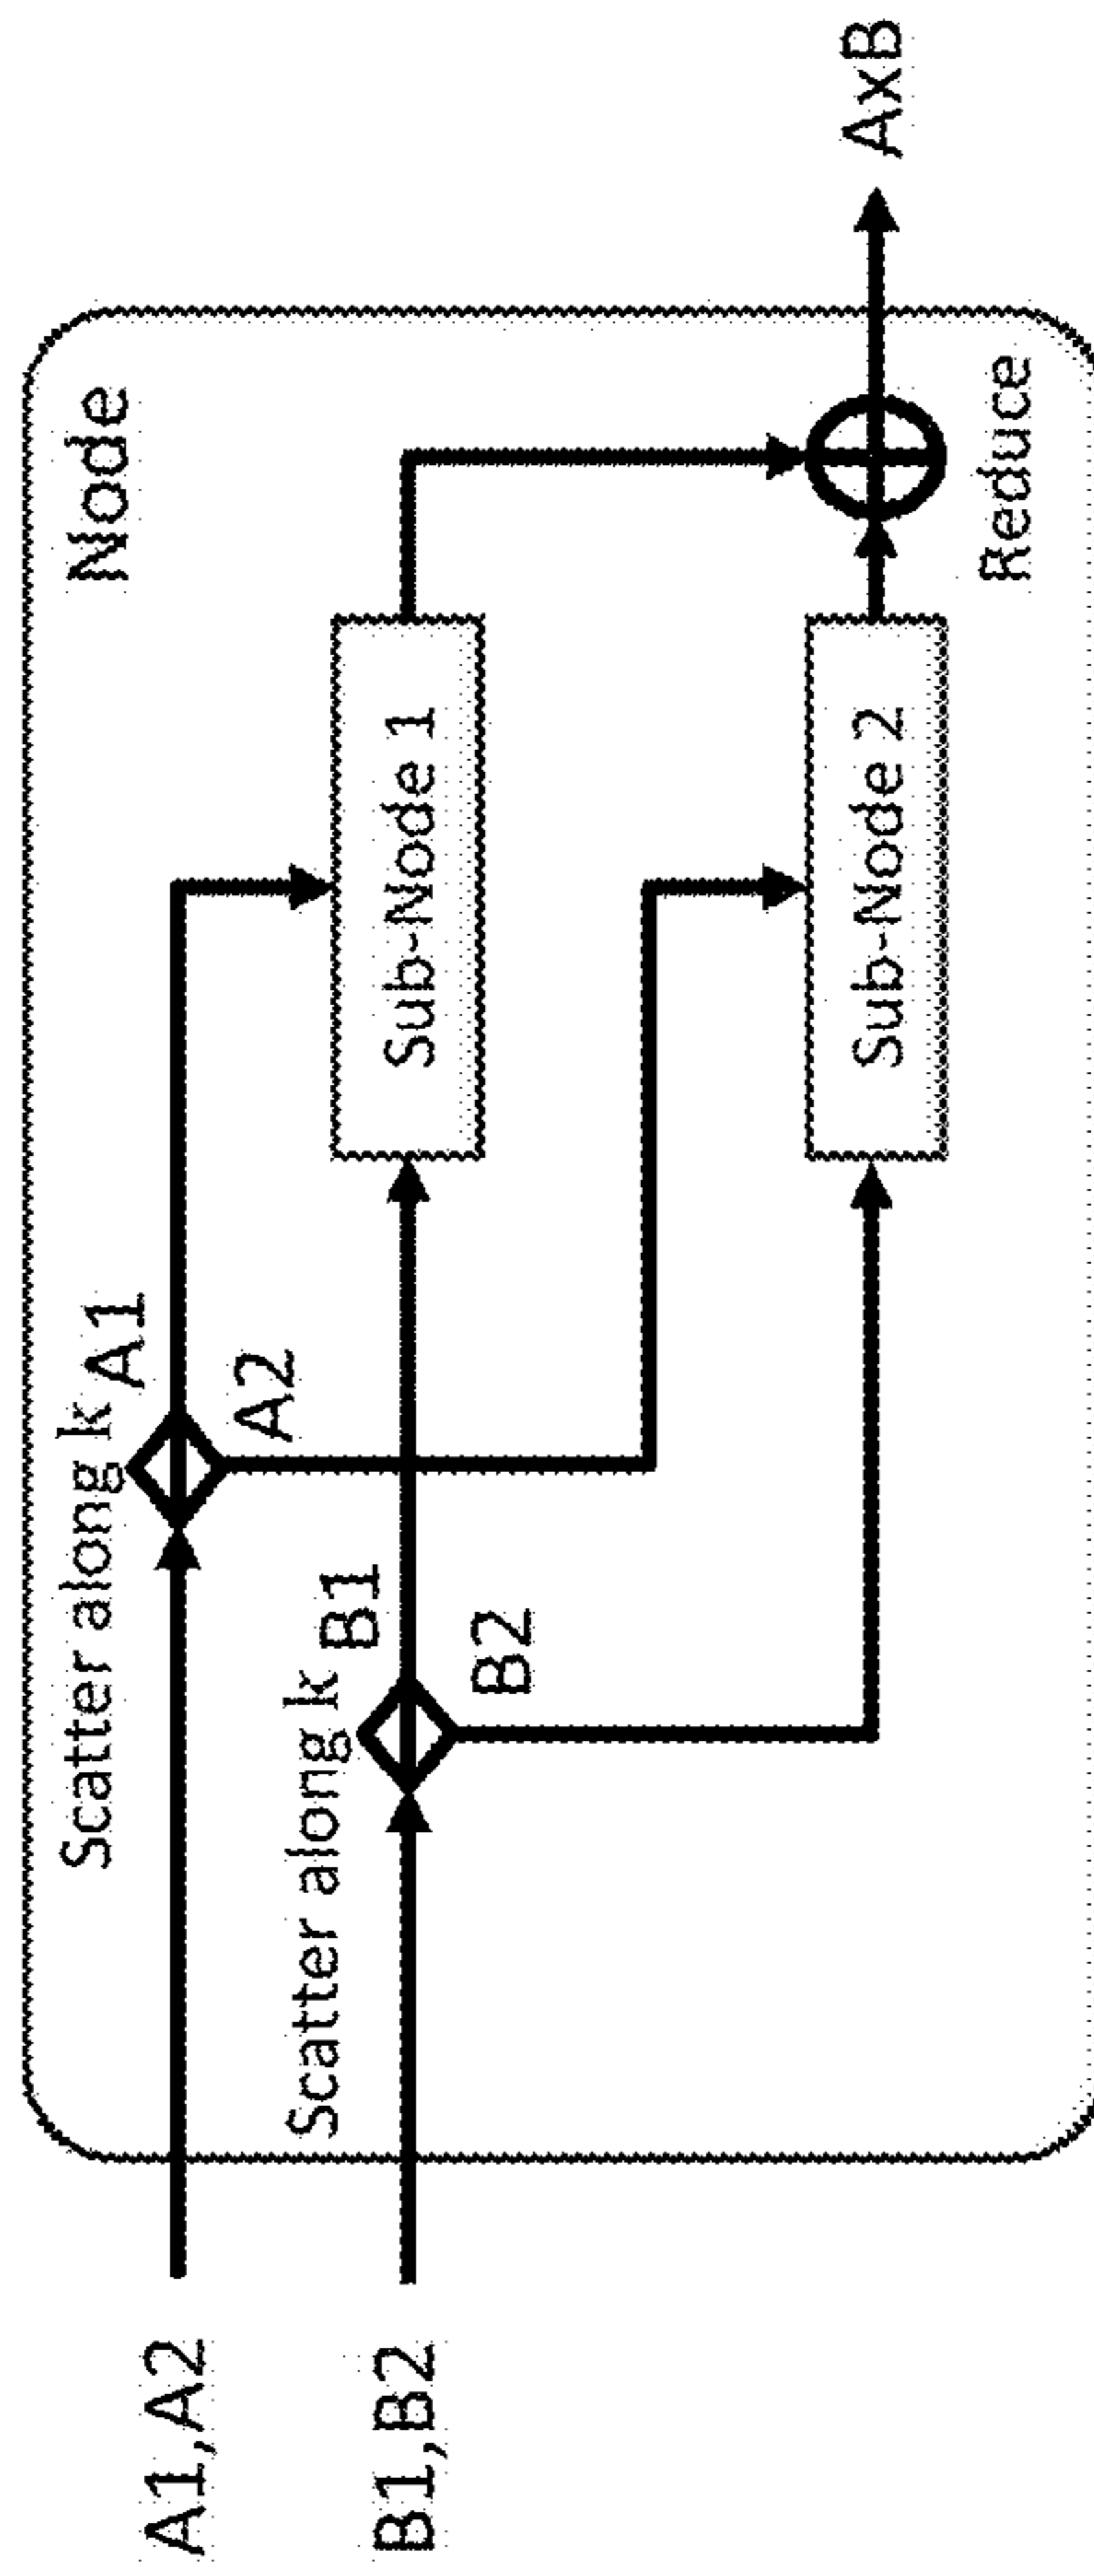 Node
Scatter along k
A1
A1,A2
A2
Scatter along k
B1
Sub-Node 1
B1,B2
B2
Sub-Node 2
AxB
Reduce